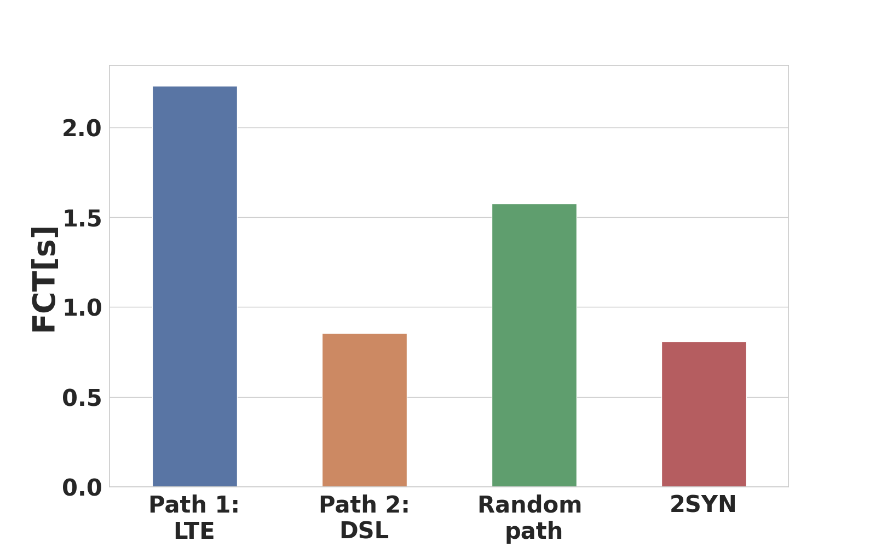 FCT[s]
2.0
1.5
1.0
0.5
0.0
Path 1:
LTE
Path 2:
DSL
Random
path
2SYN